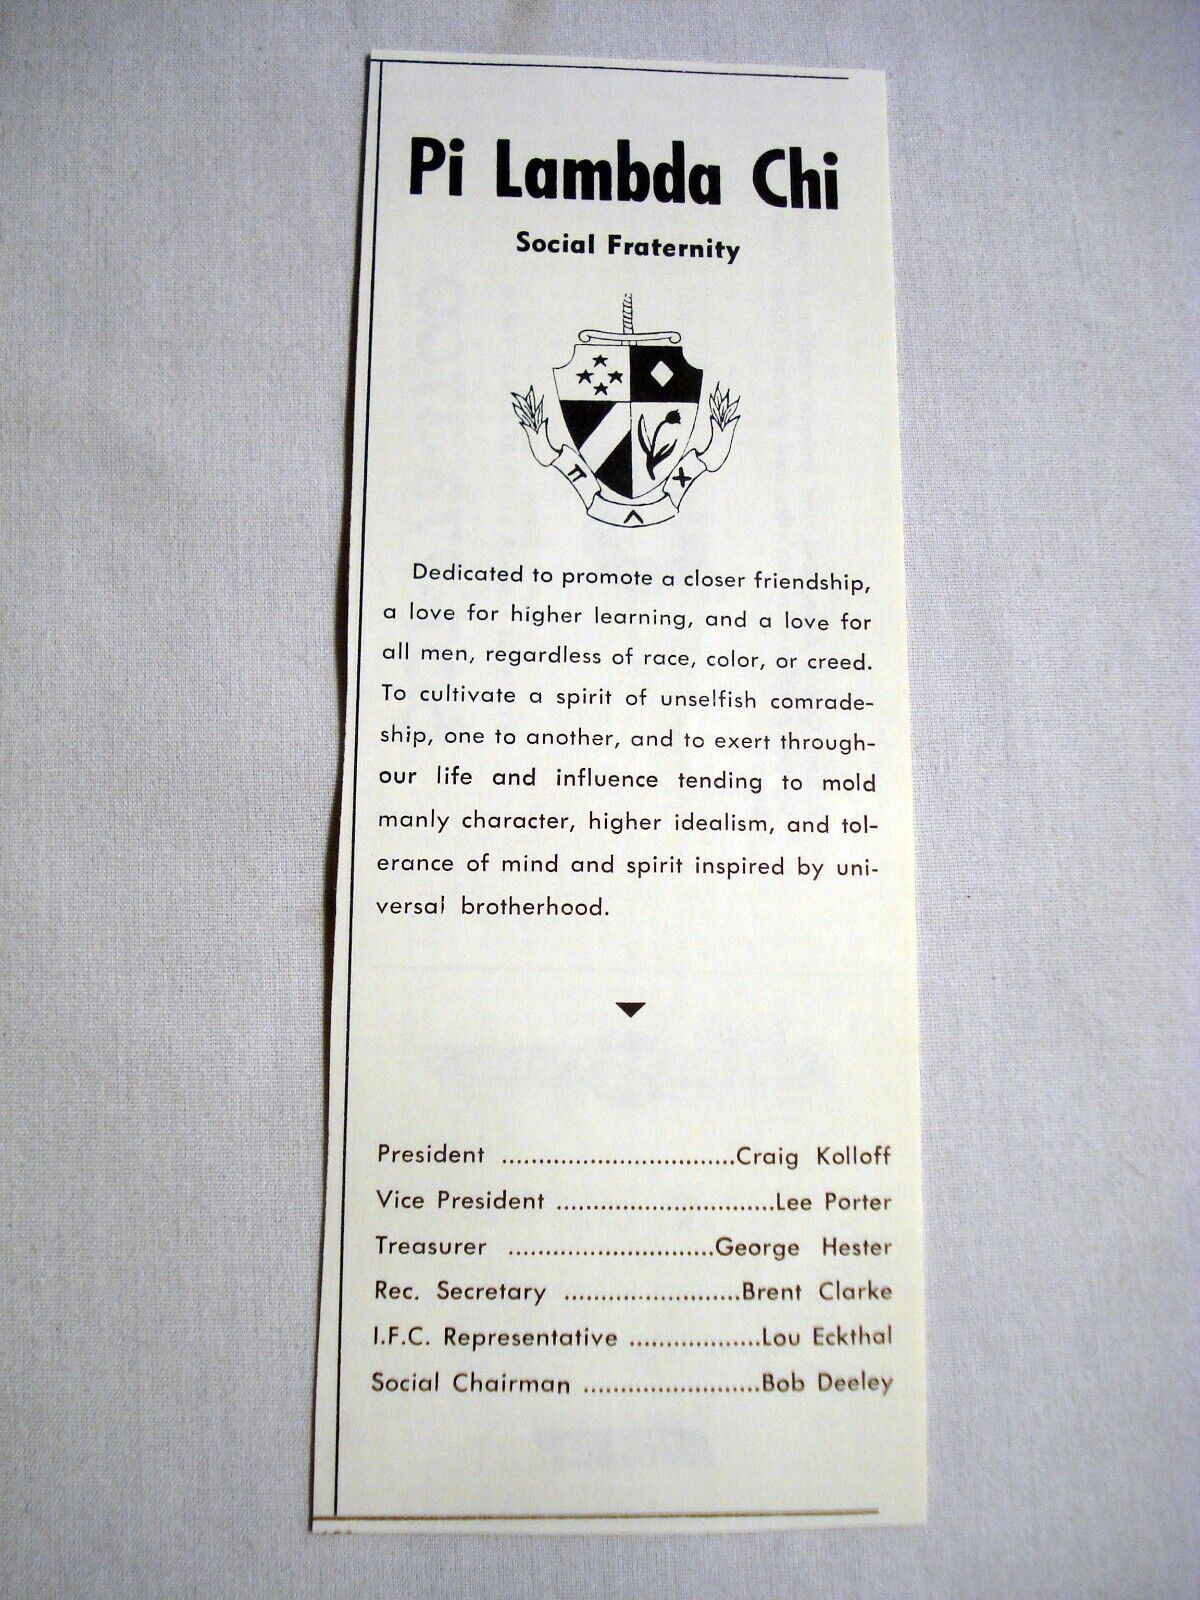 Pi Lambda Chi
Social Fraternity
Π Λ Χ
Dedicated to promote a closer friendship,
a love for higher learning, and a love for
all men, regardless of race, color, or creed.
To cultivate a spirit of unselfish comrade-
ship, one to another, and to exert through-
our life and influence tending to mold
manly character, higher idealism, and tol-
erance of mind and spirit inspired by uni-
versal brotherhood.
President ................................Craig Kolloff
Vice President ..............................Lee Porter
Treasurer ............................George Hester
Rec. Secretary ........................Brent Clarke
I.F.C. Representative ..................Lou Eckthal
Social Chairman ........................Bob Deeley